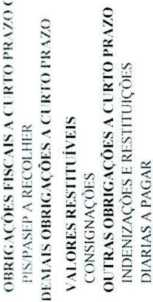 OBRIGAÇÕES FISCAIS A CURTO PRAZO
PIS/PASEP A RECOLHER
DEMAIS OBRIGAÇÕES A CURTO PRAZO
VALORES RESTITUÍVEIS
CONSIGNAÇÕES
OUTRAS OBRIGAÇÕES A CURTO PRAZO
INDENIZAÇÕES E RESTITUIÇÕES
DIARIAS A PAGAR